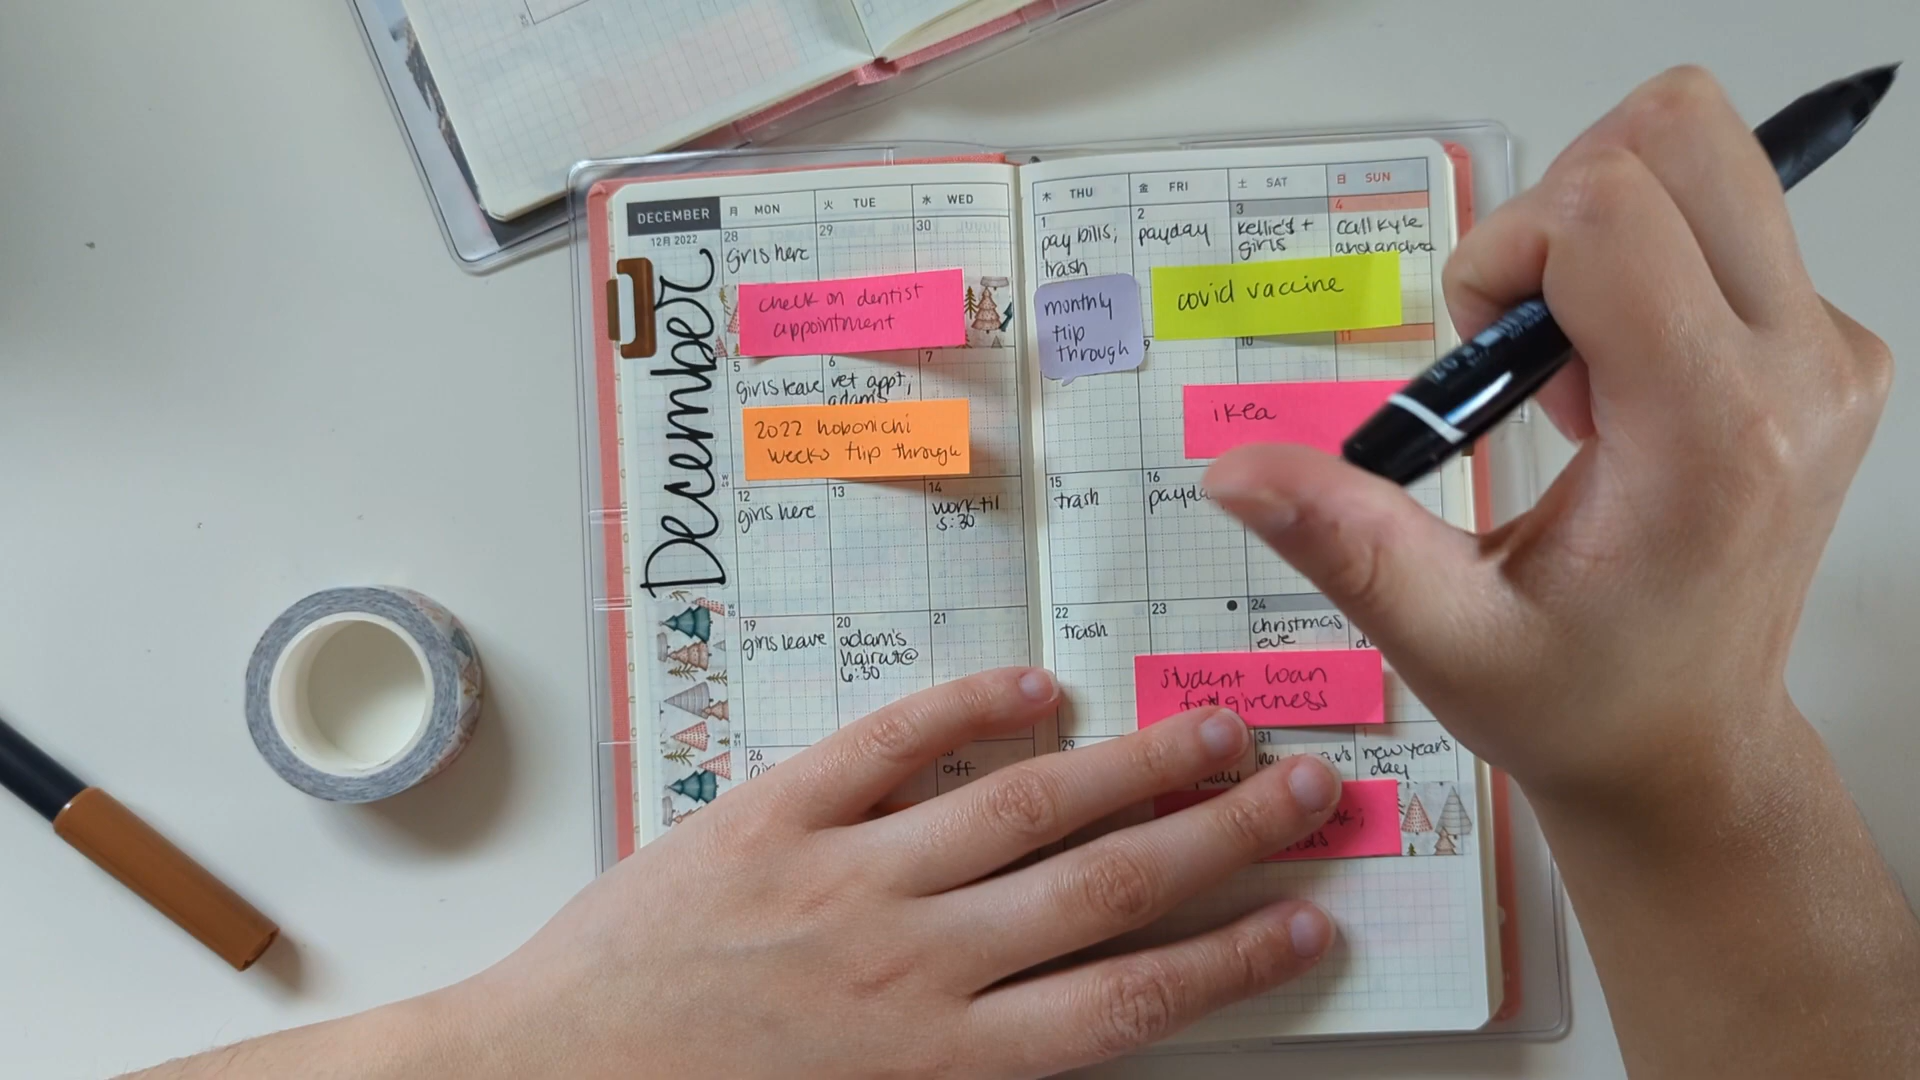 DECEMBER
12月 2022
December
月 MON
火 TUE
水 WED
木 THU
金 FRI
土 SAT
日 SUN
28
girls here
29
30
1
pay bills;
trash
2
payday
3
kellie's +
girls
4
call kyle
check on dentist
appointment
monthly
flip
through
covid vaccine
5
girls leave
6
vet appt;
adam's
7
9
10
11
2022 hobonichi
weeks flip through
ikea
12
girls here
13
14
work til
5:30
15
trash
16
19
girls leave
20
adam's
haircut@
6:30
21
22
trash
23
24
christmas
eve
student loan
forgiveness
26
off
29
31
new years
day